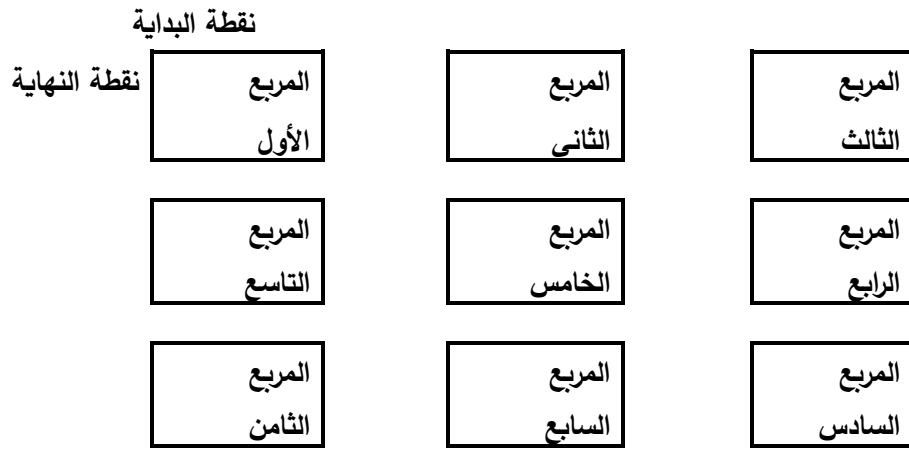 نقطة البداية
نقطة النهاية
المربع
الأول
المربع
الثاني
المربع
الثالث
المربع
التاسع
المربع
الخامس
المربع
الرابع
المربع
الثامن
المربع
السابع
المربع
السادس